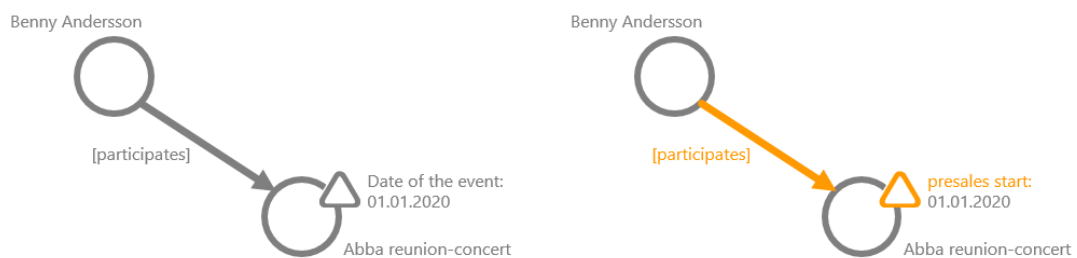 Benny Andersson
[participates]
Date of the event:
01.01.2020
Abba reunion-concert
Benny Andersson
[participates]
presales start:
01.01.2020
Abba reunion-concert